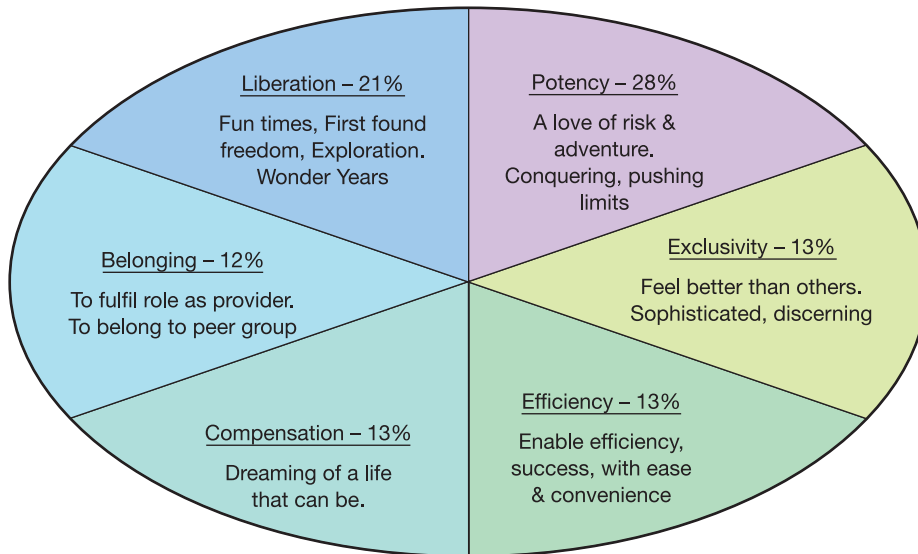 Liberation – 21%
Fun times, First found
freedom, Exploration.
Wonder Years
Potency – 28%
A love of risk &
adventure.
Conquering, pushing
limits
Belonging – 12%
To fulfil role as provider.
To belong to peer group
Exclusivity – 13%
Feel better than others.
Sophisticated, discerning
Compensation – 13%
Dreaming of a life
that can be.
Efficiency – 13%
Enable efficiency,
success, with ease
& convenience